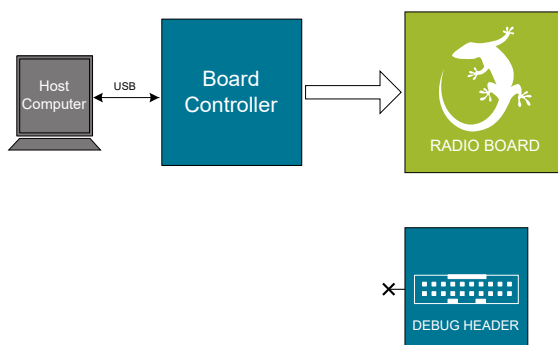 Host
Computer
USB
Board
Controller
RADIO BOARD
DEBUG HEADER